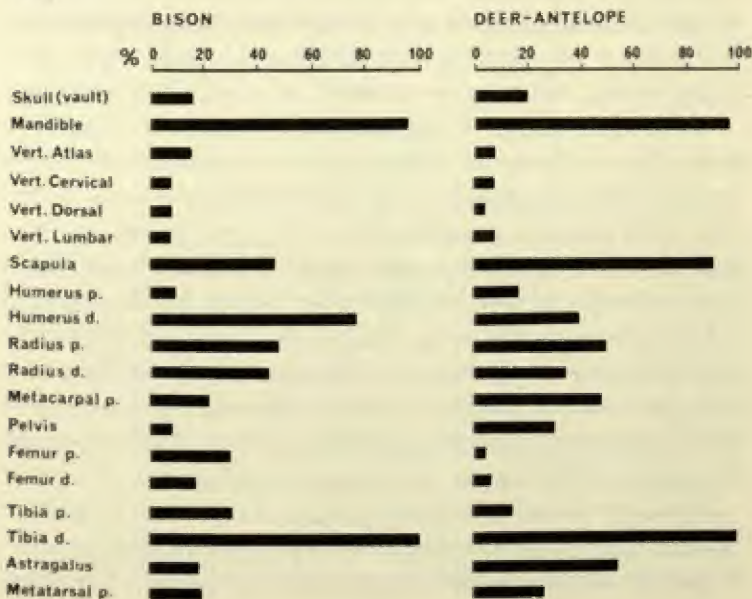 BISON DEER-ANTELOPE
% 0 20 40 60 80 100 0 20 40 60 80 100
Skull (vault)
Mandible
Vert. Atlas
Vert. Cervical
Vert. Dorsal
Vert. Lumbar
Scapula
Humerus p.
Humerus d.
Radius p.
Radius d.
Metacarpal p.
Pelvis
Femur p.
Femur d.
Tibia p.
Tibia d.
Astragalus
Metatarsal p.